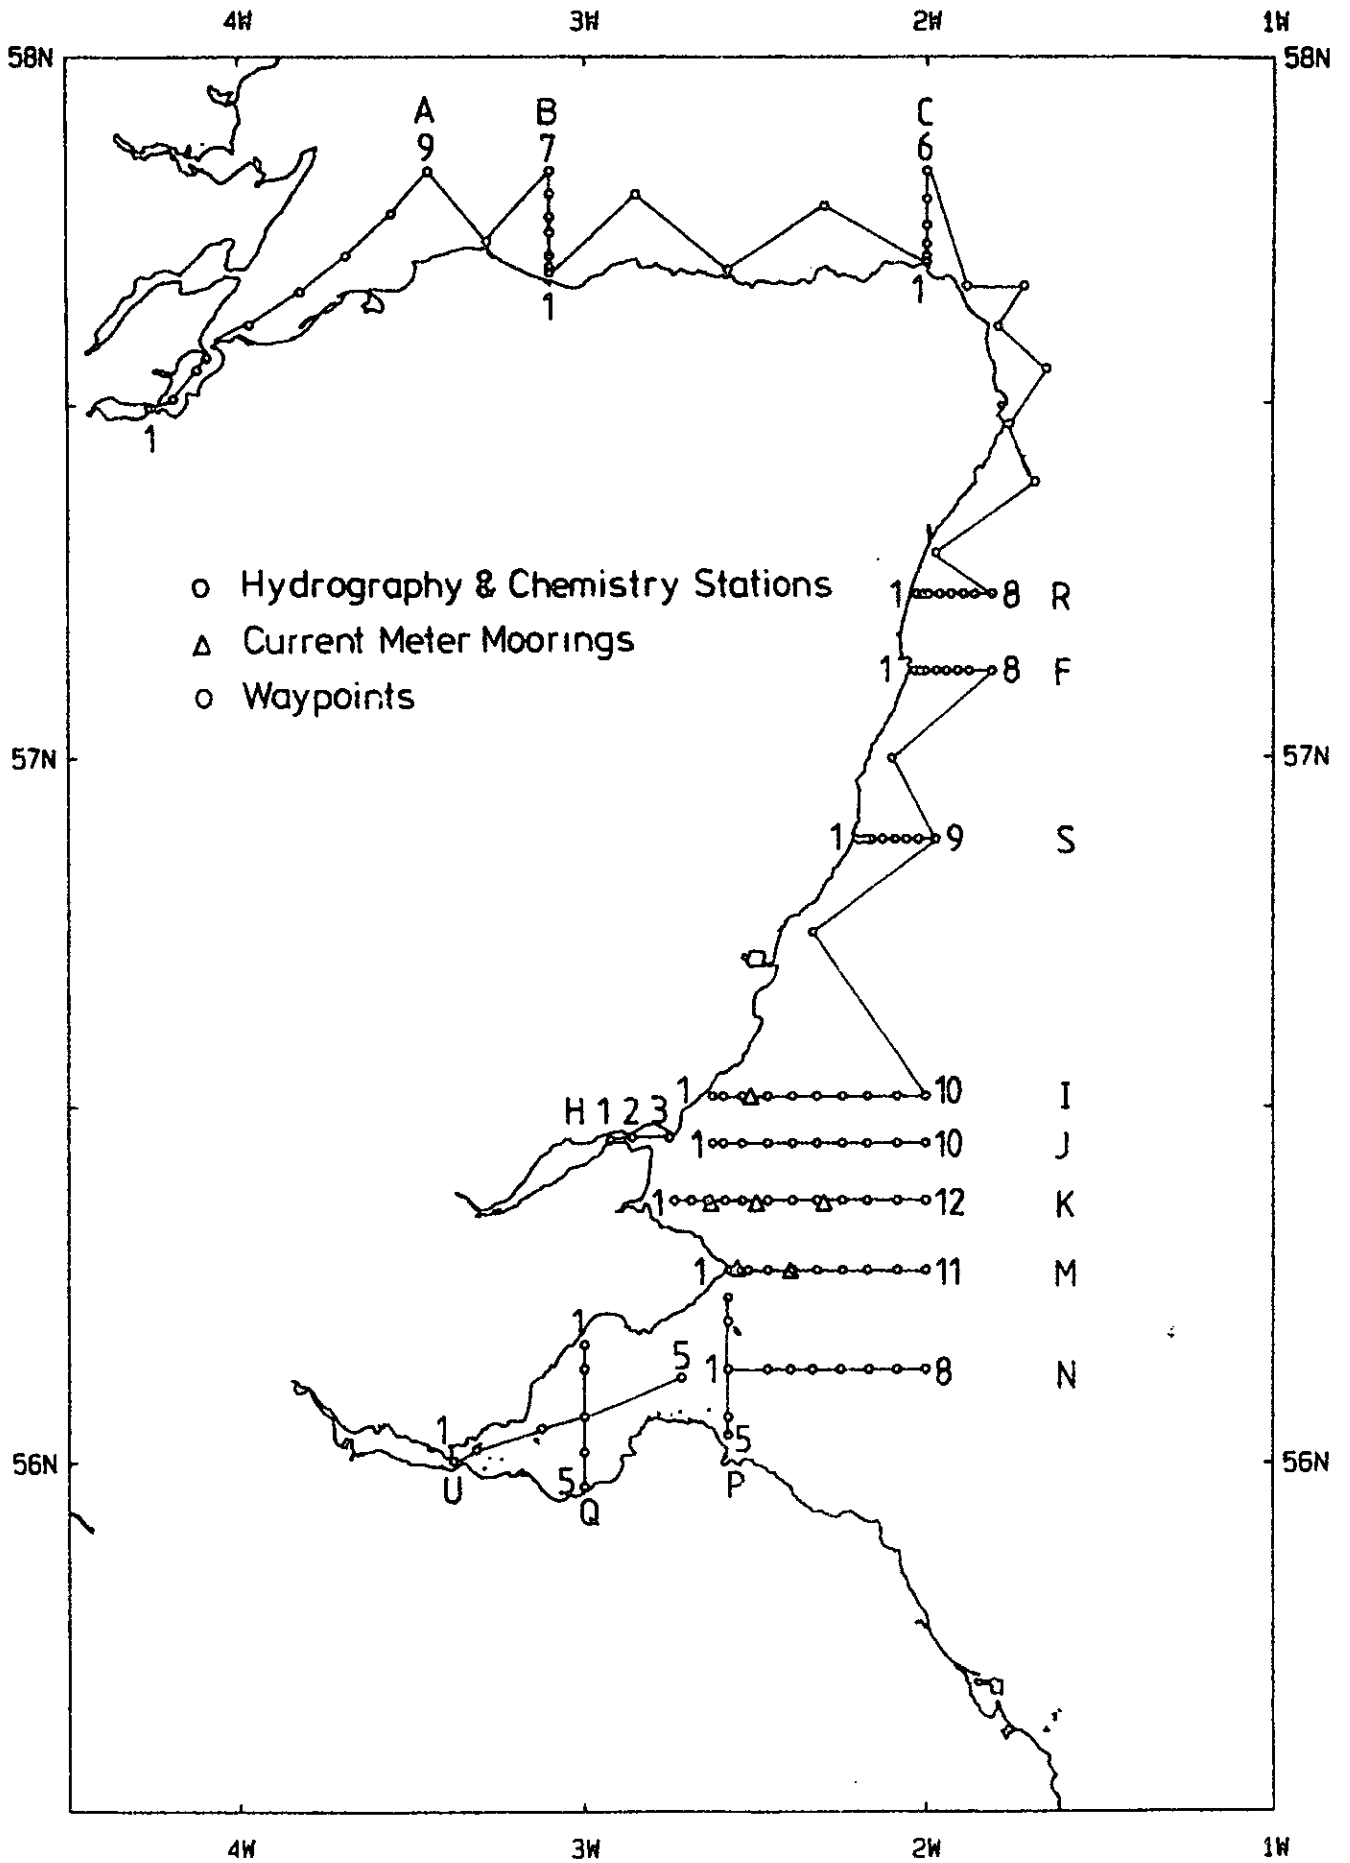 4W 3W 2W 1W
58N 58N
A B C
9 7 6
1 1
1
o Hydrography & Chemistry Stations
1 8 R
△ Current Meter Moorings
1 8 F
o Waypoints
57N 57N
1 9 S
1 10 I
H 1 2 3
1 10 J
1 12 K
1 11 M
1
5 1 8 N
1
5
56N 56N
U 5 P
Q
4W 3W 2W 1W